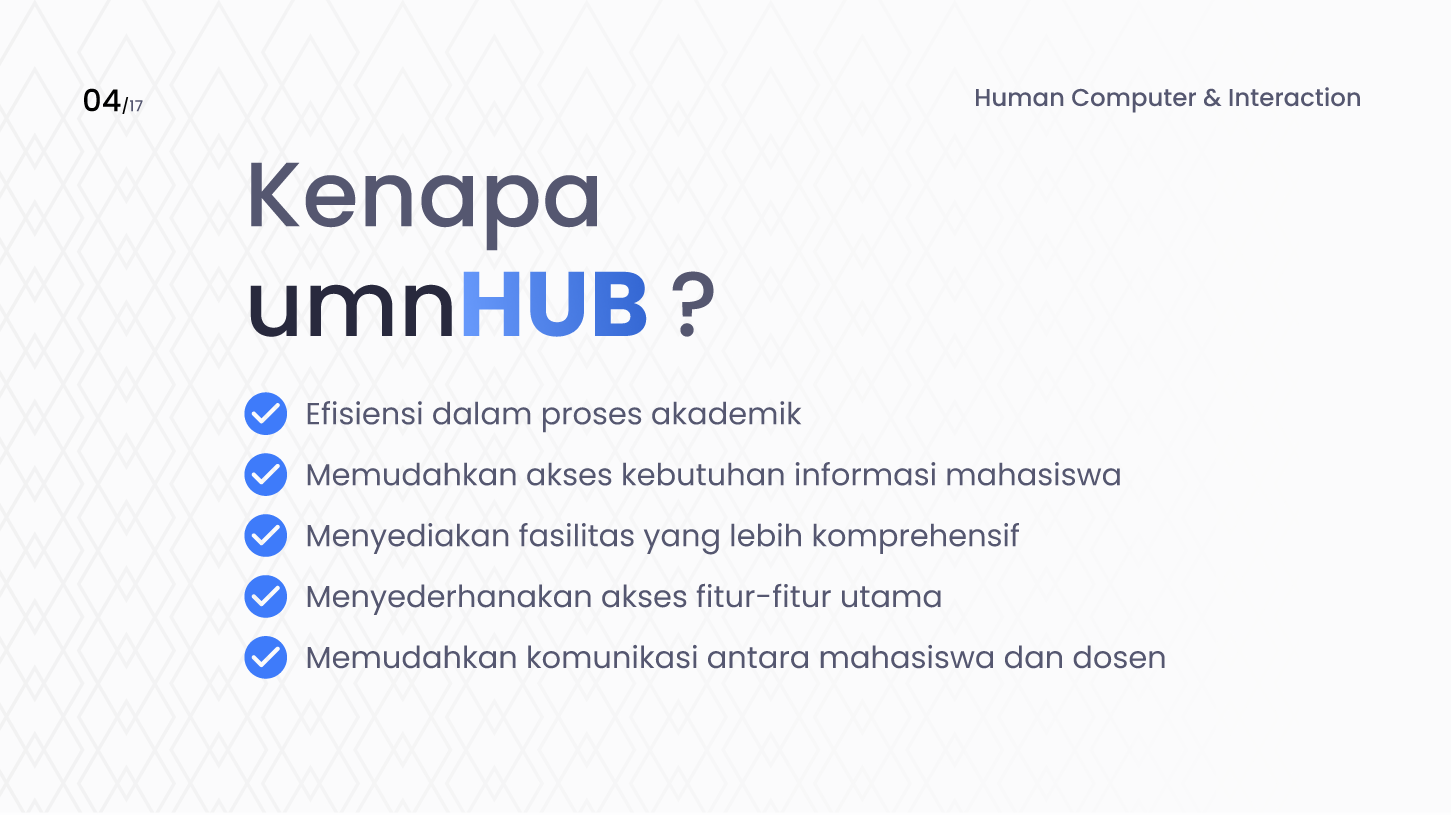 04/17
Human Computer & Interaction
Kenapa
umnHUB ?
Efisiensi dalam proses akademik
Memudahkan akses kebutuhan informasi mahasiswa
Menyediakan fasilitas yang lebih komprehensif
Menyederhanakan akses fitur-fitur utama
Memudahkan komunikasi antara mahasiswa dan dosen